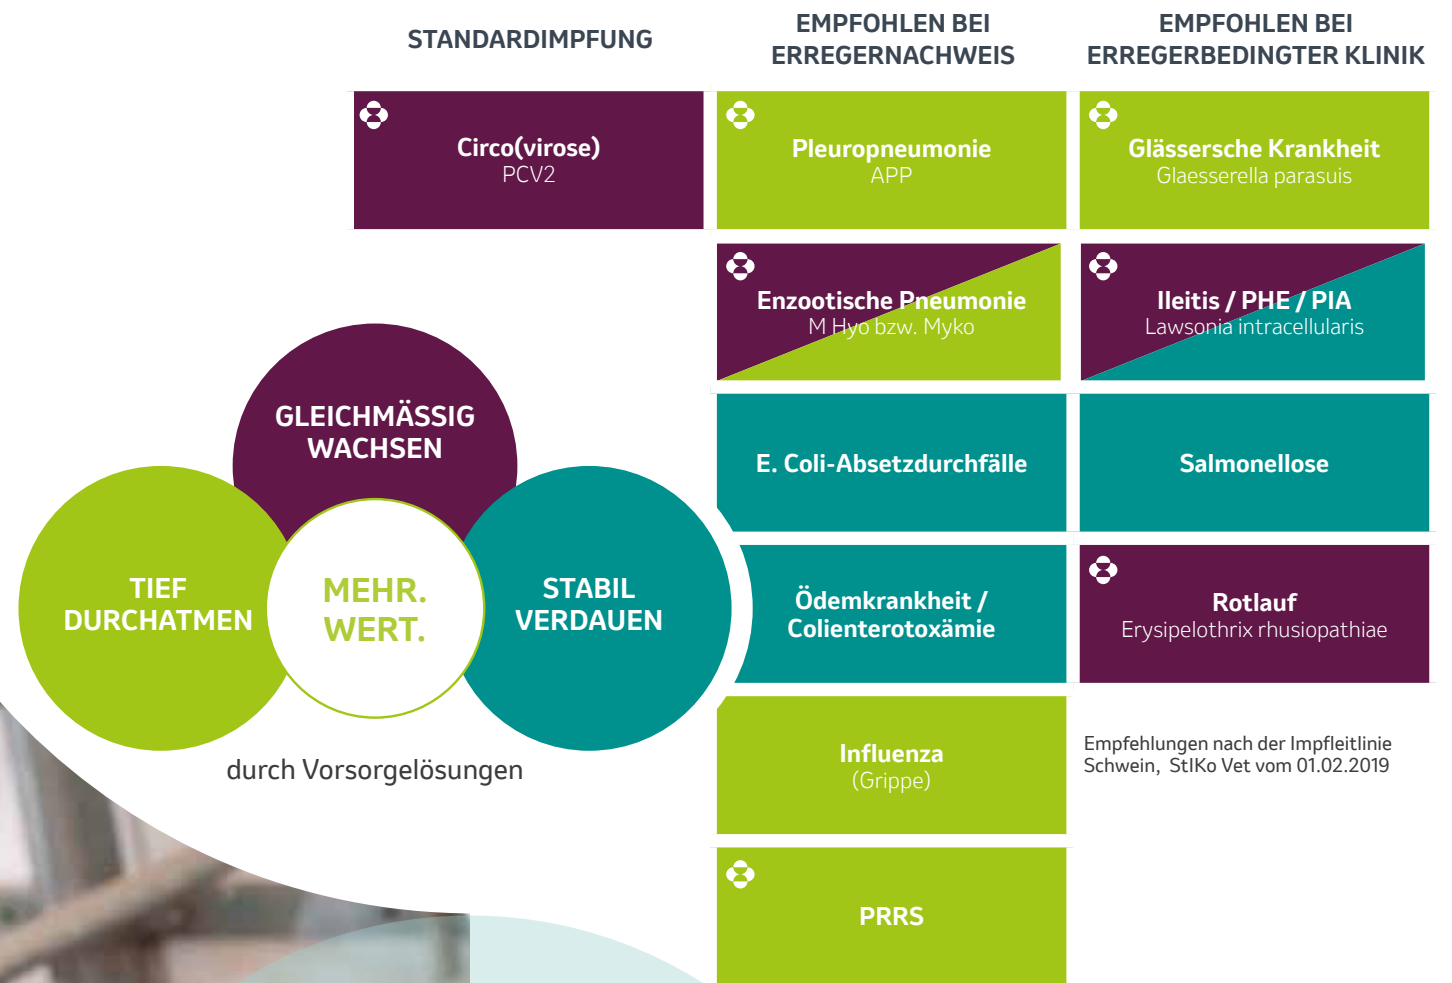 STANDARDIMPFUNG
EMPFOHLEN BEI
ERREGERNACHWEIS
EMPFOHLEN BEI
ERREGERBEDINGTER KLINIK
Circo(virose)
PCV2
Pleuropneumonie
APP
Glässersche Krankheit
Glaesserella parasuis
Enzootische Pneumonie
M Hyo bzw. Myko
Ileitis / PHE / PIA
Lawsonia intracellularis
E. Coli-Absetzdurchfälle
Salmonellose
Ödemkrankheit /
Colienterotoxämie
Rotlauf
Erysipelothrix rhusiopathiae
Influenza
(Grippe)
Empfehlungen nach der Impfleitlinie
Schwein, StIKo Vet vom 01.02.2019
PRRS
GLEICHMÄSSIG
WACHSEN
TIEF
DURCHATMEN
MEHR.
WERT.
STABIL
VERDAUEN
durch Vorsorgelösungen